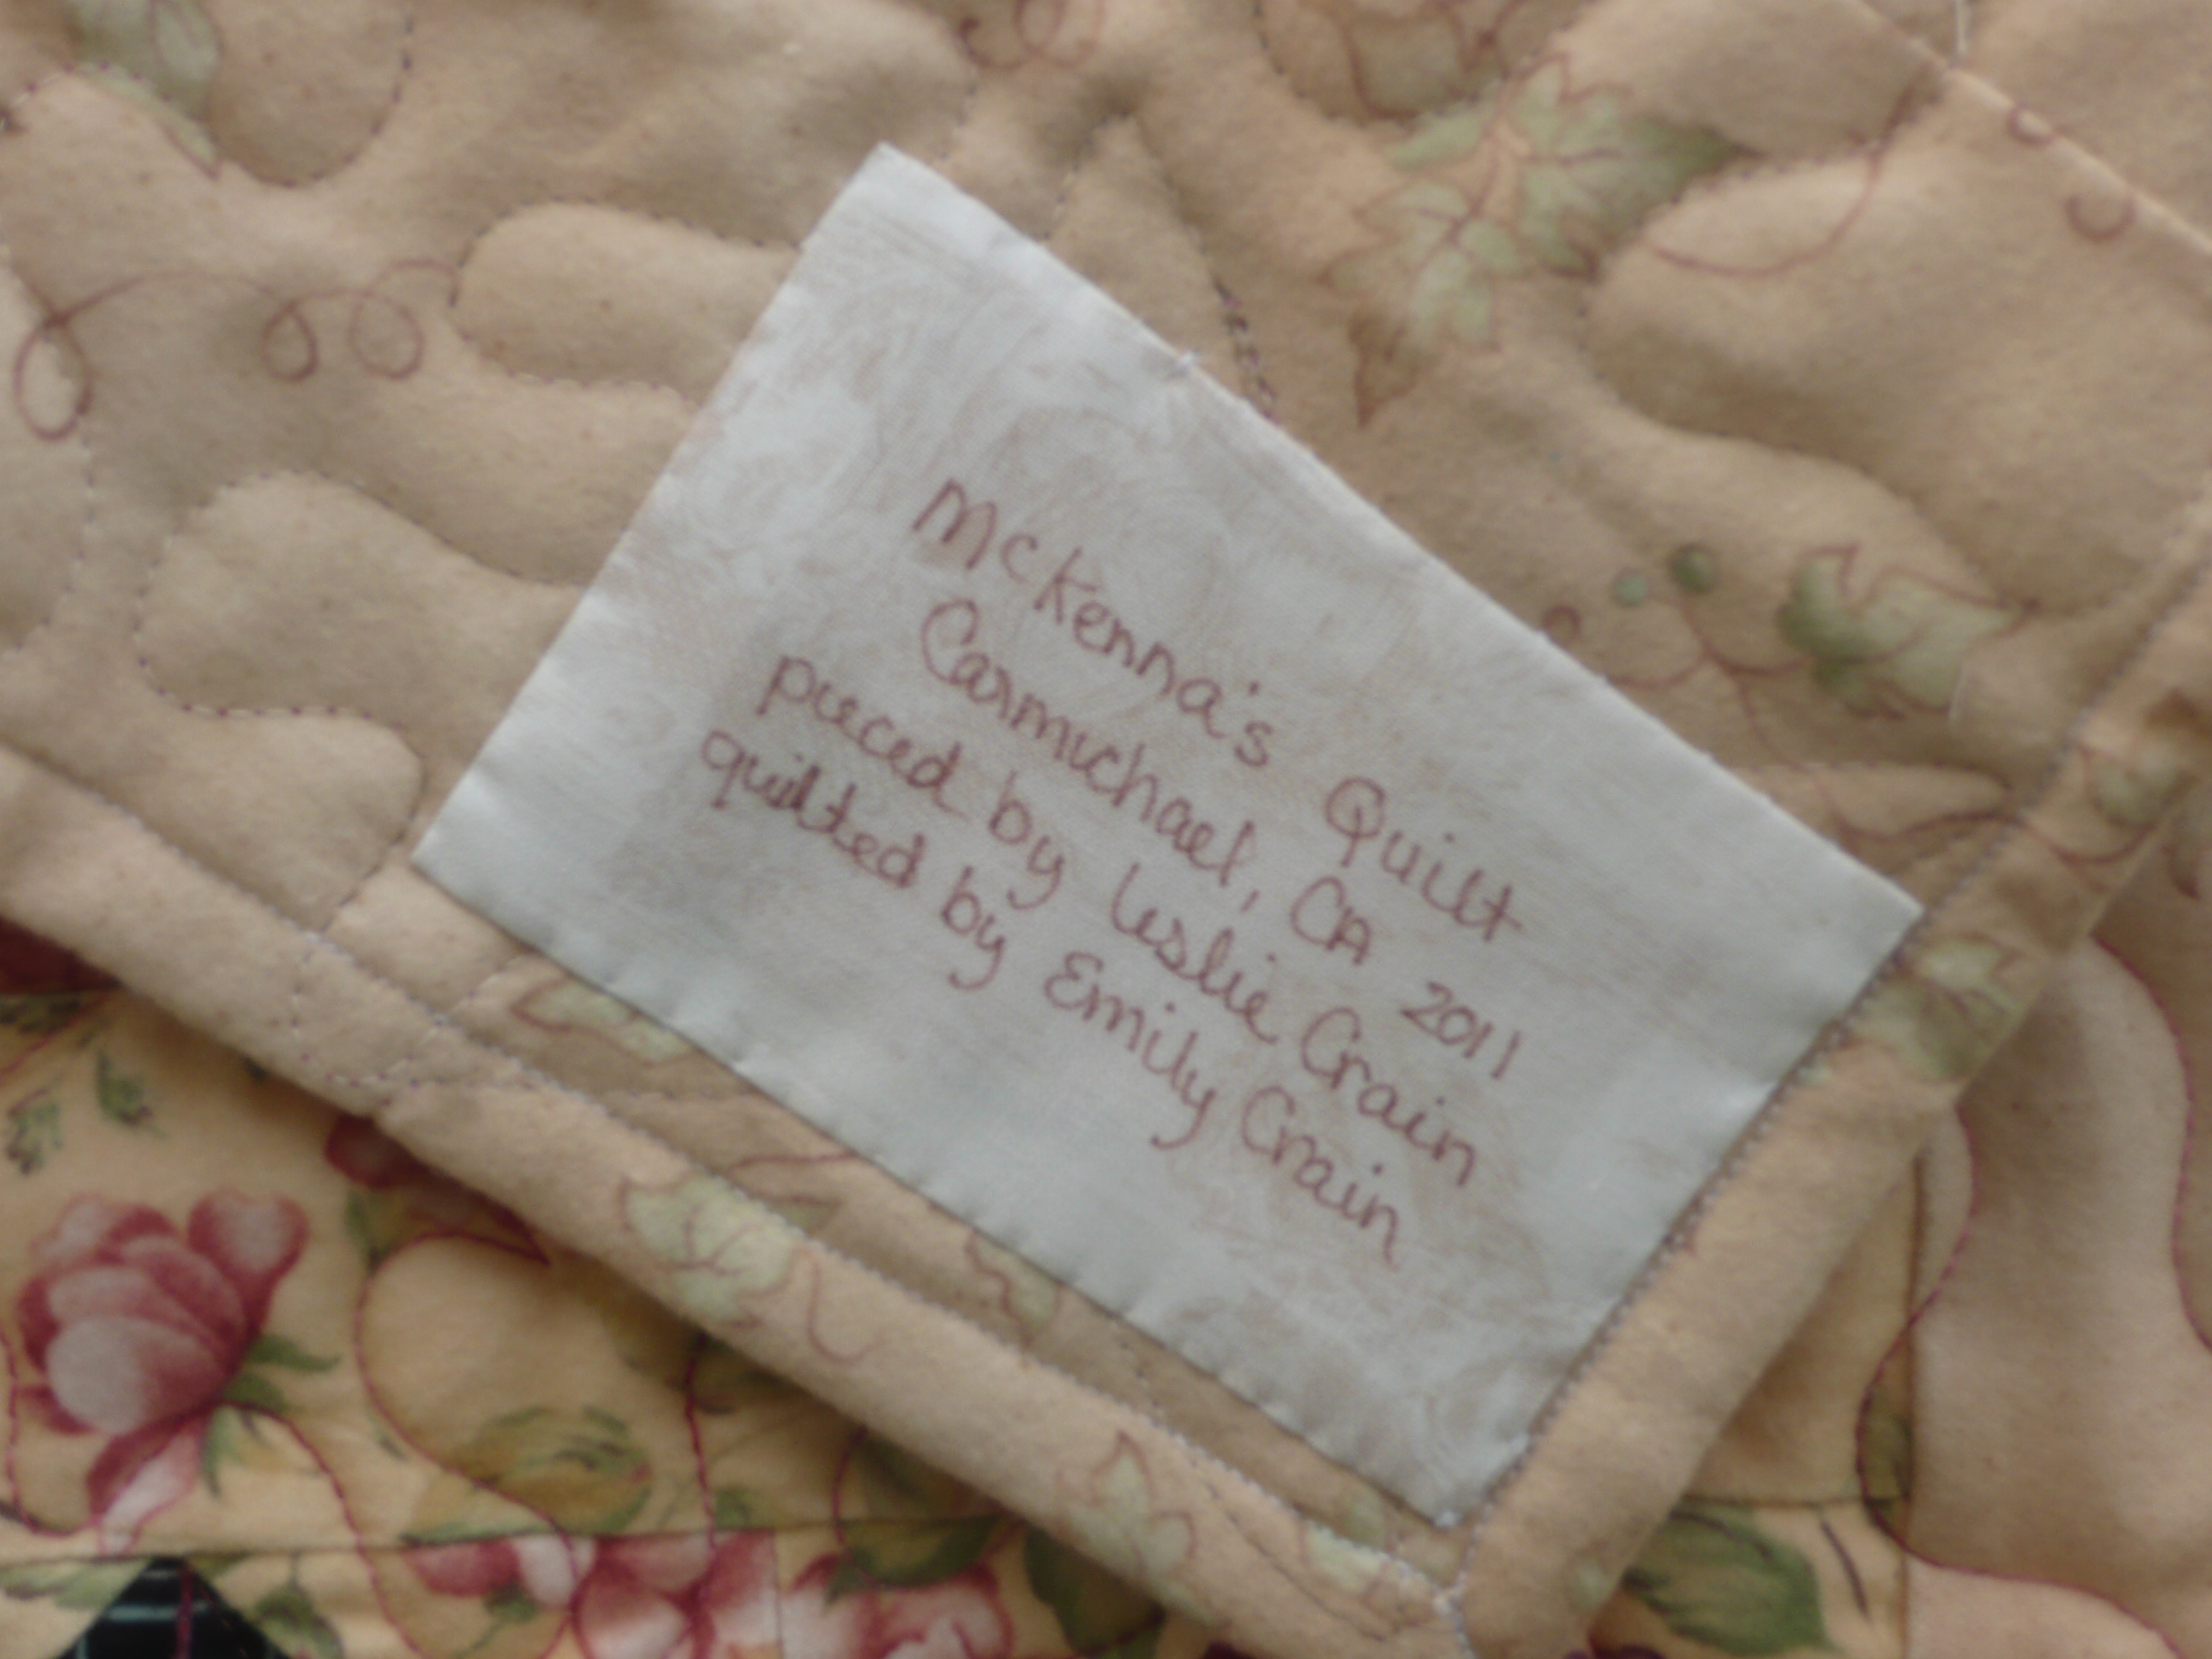 McKenna's Quilt
Carmichael, CA 2011
pieced by Leslie Crain
quilted by Emily Crain